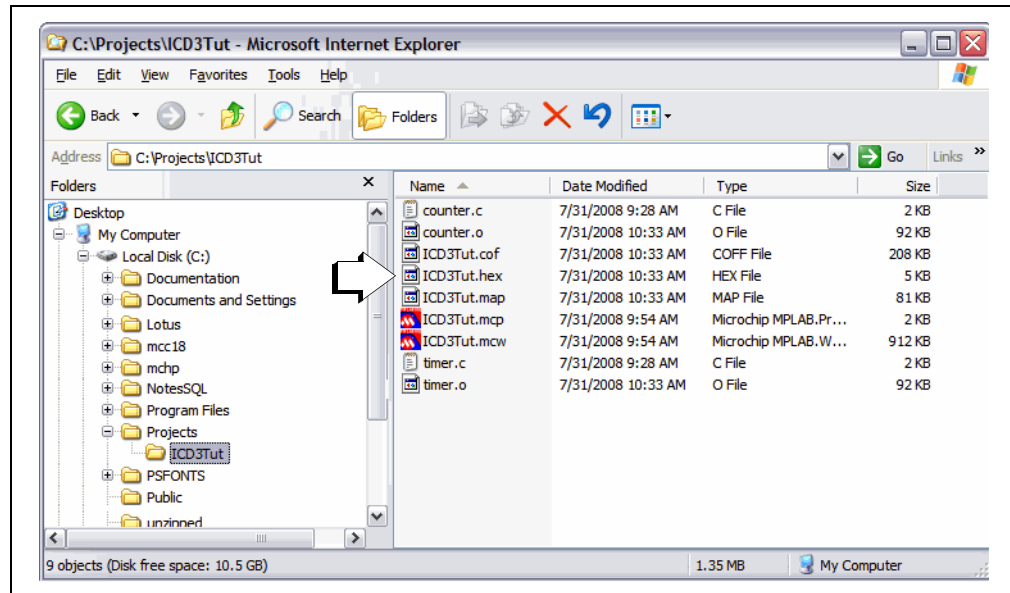 C:\Projects\ICD3Tut - Microsoft Internet Explorer
File Edit View Favorites Tools Help
Back Search Folders
Address C:\Projects\ICD3Tut Go Links »
Folders x Name Date Modified Type Size
Desktop
My Computer
Local Disk (C:)
Documentation
Documents and Settings
Lotus
mcc18
mchp
NotesSQL
Program Files
Projects
ICD3Tut
PSFONTS
Public
unzipped
counter.c 7/31/2008 9:28 AM C File 2 KB
counter.o 7/31/2008 10:33 AM O File 92 KB
ICD3Tut.cof 7/31/2008 10:33 AM COFF File 208 KB
ICD3Tut.hex 7/31/2008 10:33 AM HEX File 5 KB
ICD3Tut.map 7/31/2008 10:33 AM MAP File 81 KB
ICD3Tut.mcp 7/31/2008 9:54 AM Microchip MPLAB.Pr... 2 KB
ICD3Tut.mcw 7/31/2008 9:54 AM Microchip MPLAB.W... 912 KB
timer.c 7/31/2008 9:28 AM C File 2 KB
timer.o 7/31/2008 10:33 AM O File 92 KB
9 objects (Disk free space: 10.5 GB) 1.35 MB My Computer